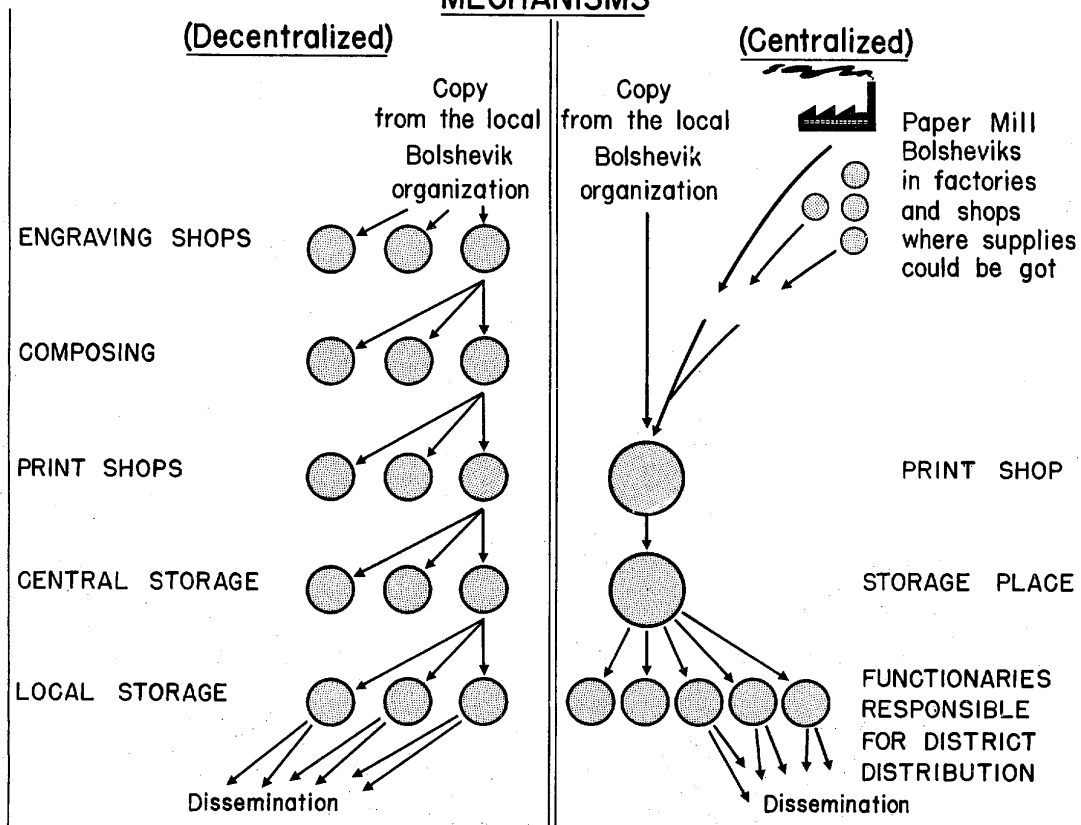 MECHANISMS
(Decentralized)
Copy
from the local
Bolshevik
organization
ENGRAVING SHOPS
COMPOSING
PRINT SHOPS
CENTRAL STORAGE
LOCAL STORAGE
Dissemination
(Centralized)
Copy
from the local
Bolshevik
organization
Paper Mill
Bolsheviks
in factories
and shops
where supplies
could be got
PRINT SHOP
STORAGE PLACE
FUNCTIONARIES
RESPONSIBLE
FOR DISTRICT
DISTRIBUTION
Dissemination